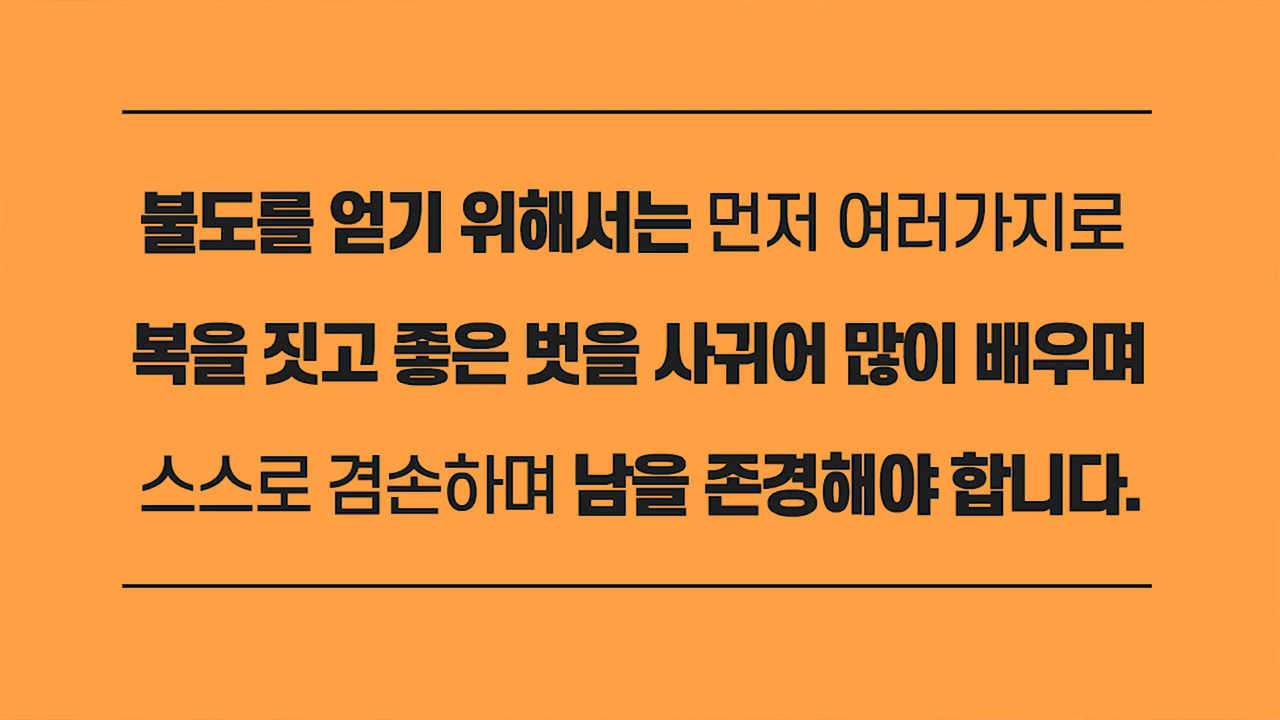 불도를 얻기 위해서는 먼저 여러가지로
복을 짓고 좋은 벗을 사귀어 많이 배우며
스스로 겸손하며 남을 존경해야 합니다.